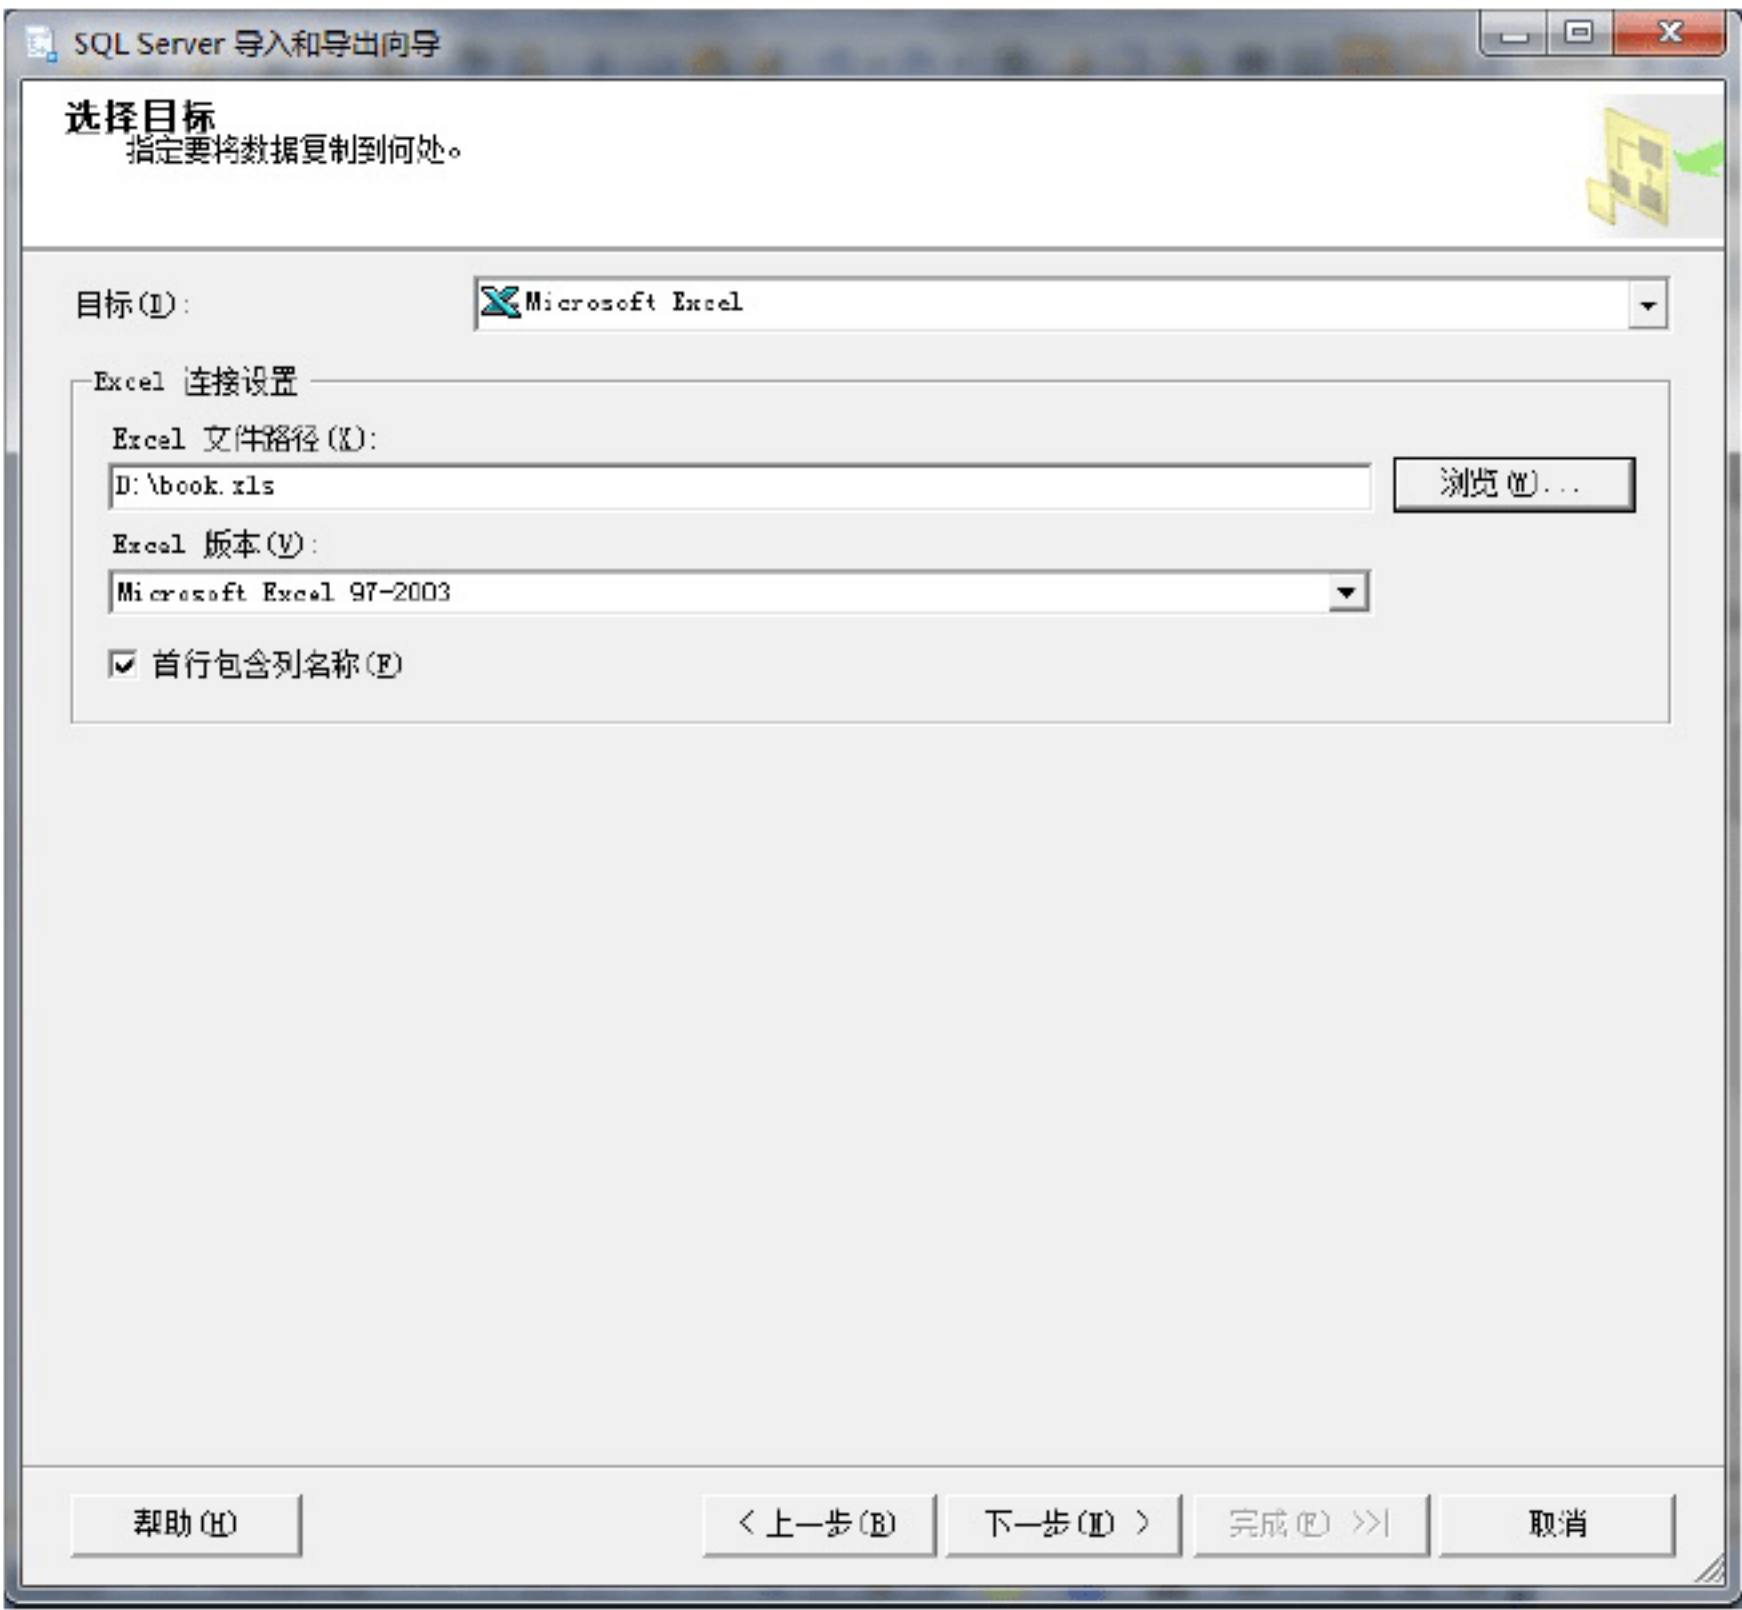 SQL Server 导入和导出向导
选择目标
指定要将数据复制到何处。
目标(D):
Microsoft Excel
Excel 连接设置
Excel 文件路径(X):
D:\book.xls
浏览(W)...
Excel 版本(V):
Microsoft Excel 97-2003
首行包含列名称(F)
帮助(H)
< 上一步(B)
下一步(N) >
完成(F) >>|
取消